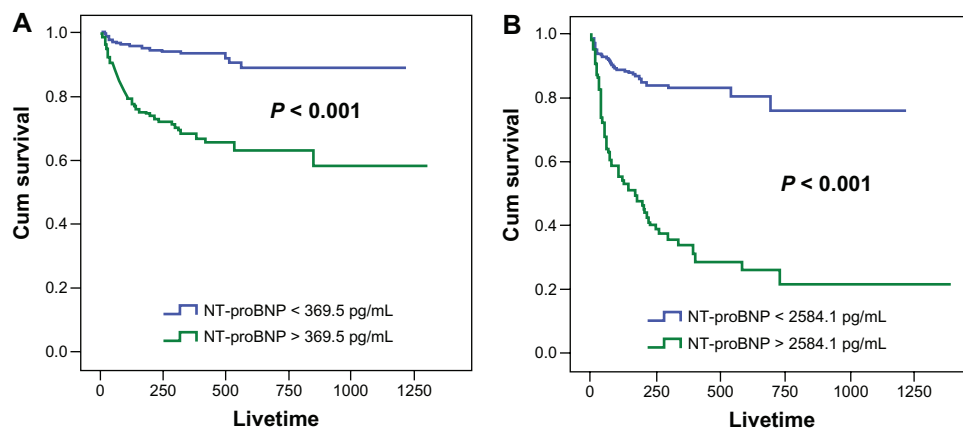 A
Cum survival
1.0
0.8
0.6
0.4
0.2
0.0
P < 0.001
NT-proBNP < 369.5 pg/mL
NT-proBNP > 369.5 pg/mL
0 250 500 750 1000 1250
Livetime
B
Cum survival
1.0
0.8
0.6
0.4
0.2
0.0
P < 0.001
NT-proBNP < 2584.1 pg/mL
NT-proBNP > 2584.1 pg/mL
0 250 500 750 1000 1250
Livetime